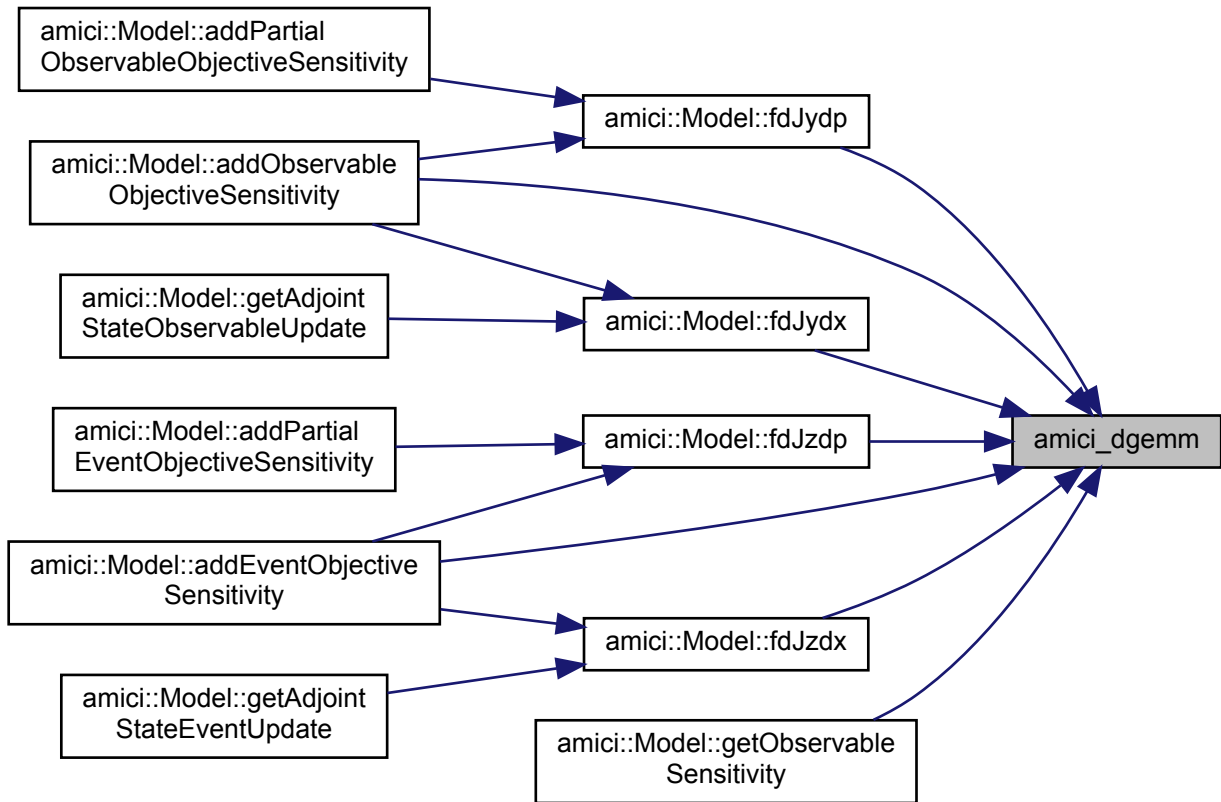 amici::Model::addPartial
ObservableObjectiveSensitivity
amici::Model::fdJydp
amici::Model::addObservable
ObjectiveSensitivity
amici::Model::getAdjoint
StateObservableUpdate
amici::Model::fdJydx
amici::Model::addPartial
EventObjectiveSensitivity
amici::Model::fdJzdp
amici_dgemm
amici::Model::addEventObjective
Sensitivity
amici::Model::fdJzdx
amici::Model::getAdjoint
StateEventUpdate
amici::Model::getObservable
Sensitivity